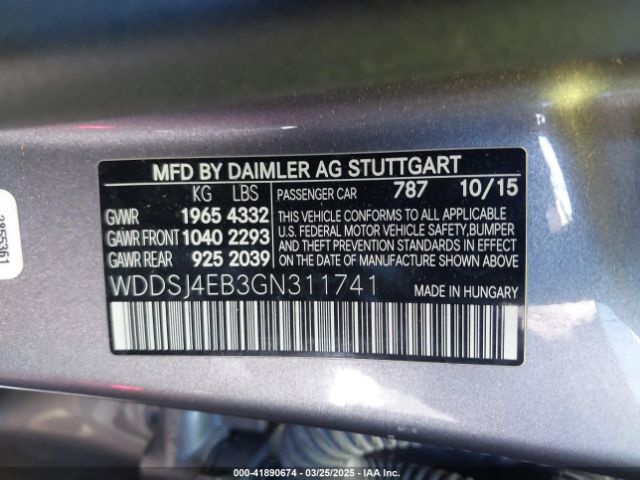 MFD BY DAIMLER AG STUTTGART
KG LBS
GVWR 1965 4332
GAWR FRONT 1040 2293
GAWR REAR 925 2039
PASSENGER CAR 787 10/15
THIS VEHICLE CONFORMS TO ALL APPLICABLE
U.S. FEDERAL MOTOR VEHICLE SAFETY,BUMPER
AND THEFT PREVENTION STANDARDS IN EFFECT
ON THE DATE OF MANUFACTURE SHOWN ABOVE.
WDDSJ4EB3GN311741 MADE IN HUNGARY
2855361
000-41890674 — 03/25/2025 — IAA Inc.